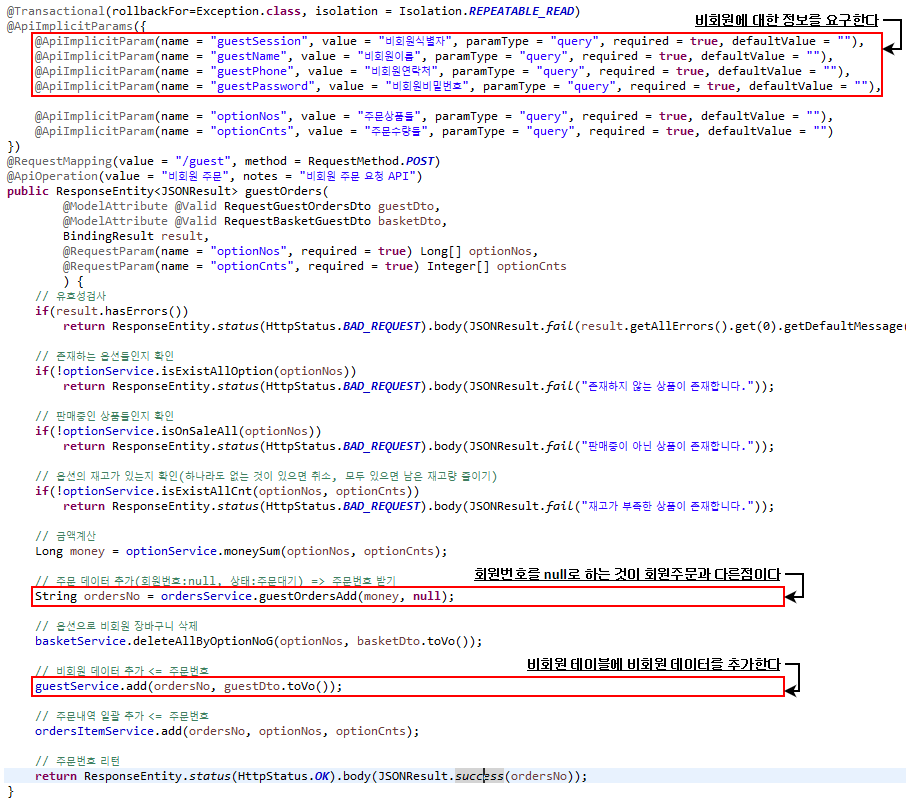 @Transactional(rollbackFor=Exception.class, isolation = Isolation.REPEATABLE_READ)
비회원에 대한 정보를 요구한다
@ApiImplicitParams({
@ApiImplicitParam(name = "guestSession", value = "비회원식별자", paramType = "query", required = true, defaultValue = ""),
@ApiImplicitParam(name = "guestName", value = "비회원이름", paramType = "query", required = true, defaultValue = ""),
@ApiImplicitParam(name = "guestPhone", value = "비회원연락처", paramType = "query", required = true, defaultValue = ""),
@ApiImplicitParam(name = "guestPassword", value = "비회원비밀번호", paramType = "query", required = true, defaultValue = ""),
@ApiImplicitParam(name = "optionNos", value = "주문상품들", paramType = "query", required = true, defaultValue = ""),
@ApiImplicitParam(name = "optionCnts", value = "주문수량들", paramType = "query", required = true, defaultValue = "")
})
@RequestMapping(value = "/guest", method = RequestMethod.POST)
@ApiOperation(value = "비회원 주문", notes = "비회원 주문 요청 API")
public ResponseEntity<JSONResult> guestOrders(
@ModelAttribute @Valid RequestGuestOrdersDto guestDto,
@ModelAttribute @Valid RequestBasketGuestDto basketDto,
BindingResult result,
@RequestParam(name = "optionNos", required = true) Long[] optionNos,
@RequestParam(name = "optionCnts", required = true) Integer[] optionCnts
) {
// 유효성검사
if(result.hasErrors())
return ResponseEntity.status(HttpStatus.BAD_REQUEST).body(JSONResult.fail(result.getAllErrors().get(0).getDefaultMessage(
// 존재하는 옵션들인지 확인
if(!optionService.isExistAllOption(optionNos))
return ResponseEntity.status(HttpStatus.BAD_REQUEST).body(JSONResult.fail("존재하지 않는 상품이 존재합니다."));
// 판매중인 상품들인지 확인
if(!optionService.isOnSaleAll(optionNos))
return ResponseEntity.status(HttpStatus.BAD_REQUEST).body(JSONResult.fail("판매중이 아닌 상품이 존재합니다."));
// 옵션의 재고가 있는지 확인(하나라도 없는 것이 있으면 취소, 모두 있으면 남은 재고량 줄이기)
if(!optionService.isExistAllCnt(optionNos, optionCnts))
return ResponseEntity.status(HttpStatus.BAD_REQUEST).body(JSONResult.fail("재고가 부족한 상품이 존재합니다."));
// 금액계산
Long money = optionService.moneySum(optionNos, optionCnts);
회원번호를 null로 하는 것이 회원주문과 다른점이다
// 주문 데이터 추가(회원번호:null, 상태:주문대기) => 주문번호 받기
String ordersNo = ordersService.guestOrdersAdd(money, null);
// 옵션으로 비회원 장바구니 삭제
basketService.deleteAllByOptionNoG(optionNos, basketDto.toVo());
비회원 테이블에 비회원 데이터를 추가한다
// 비회원 데이터 추가 <= 주문번호
guestService.add(ordersNo, guestDto.toVo());
// 주문내역 일괄 추가 <= 주문번호
ordersItemService.add(ordersNo, optionNos, optionCnts);
// 주문번호 리턴
return ResponseEntity.status(HttpStatus.OK).body(JSONResult.success(ordersNo));
}